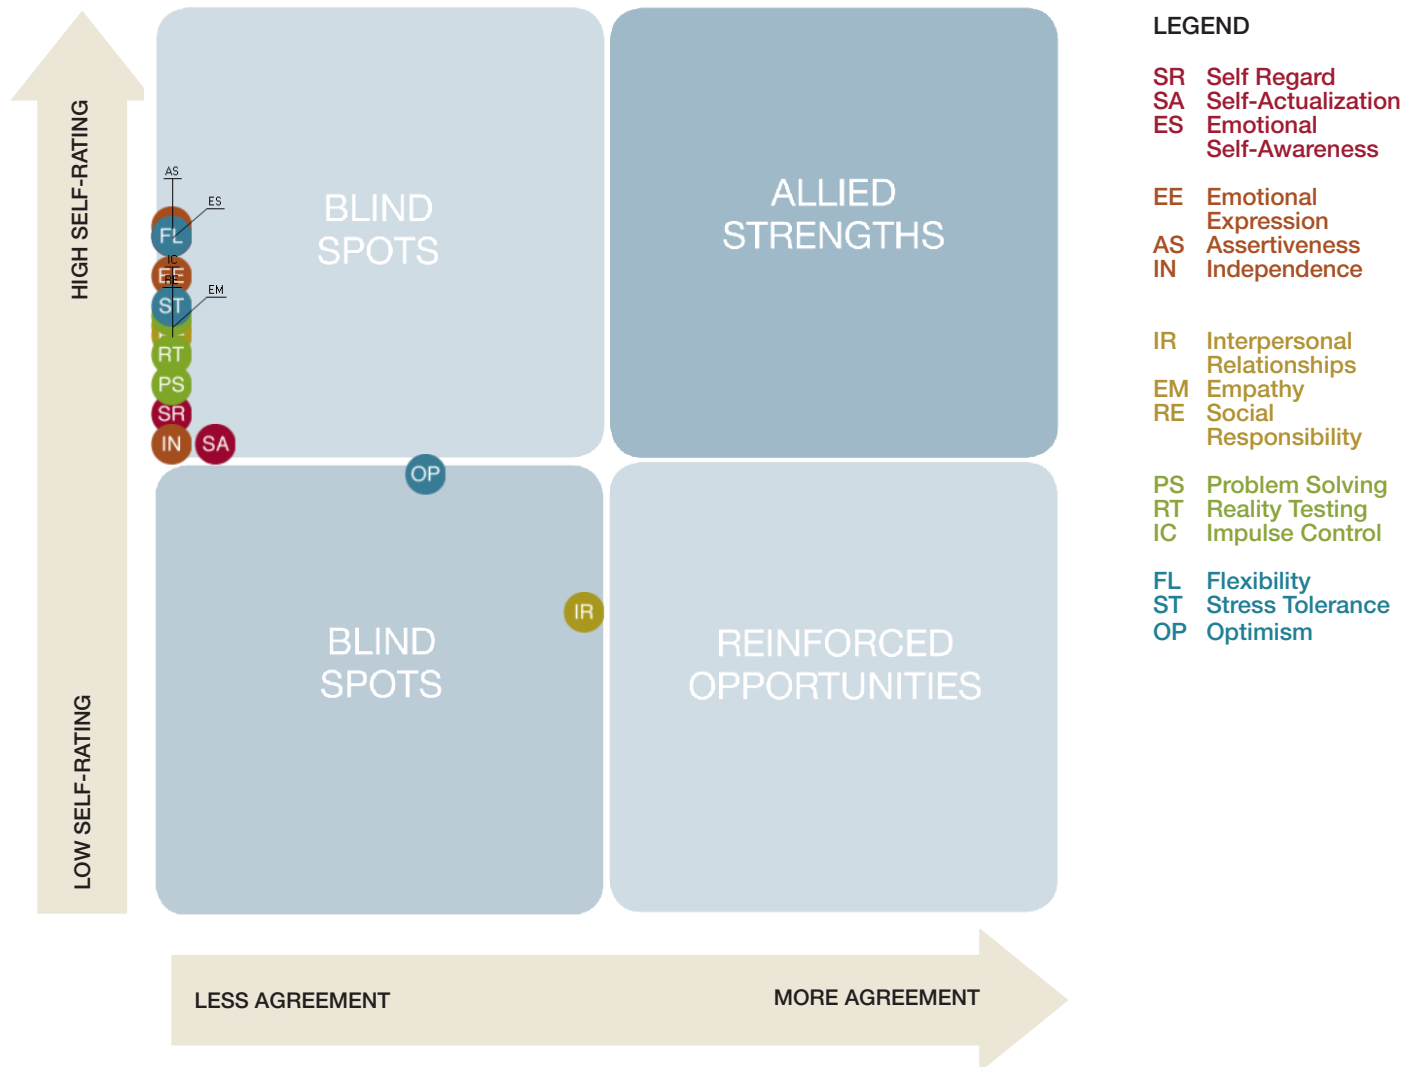 HIGH SELF-RATING
LOW SELF-RATING
BLIND
SPOTS
ALLIED
STRENGTHS
AS
ES
FL
IC
EE
RE
EM
ST
RT
PS
SR
IN
SA
OP
IR
BLIND
SPOTS
REINFORCED
OPPORTUNITIES
LESS AGREEMENT
MORE AGREEMENT
LEGEND
SR Self Regard
SA Self-Actualization
ES Emotional
Self-Awareness
EE Emotional
Expression
AS Assertiveness
IN Independence
IR Interpersonal
Relationships
EM Empathy
RE Social
Responsibility
PS Problem Solving
RT Reality Testing
IC Impulse Control
FL Flexibility
ST Stress Tolerance
OP Optimism